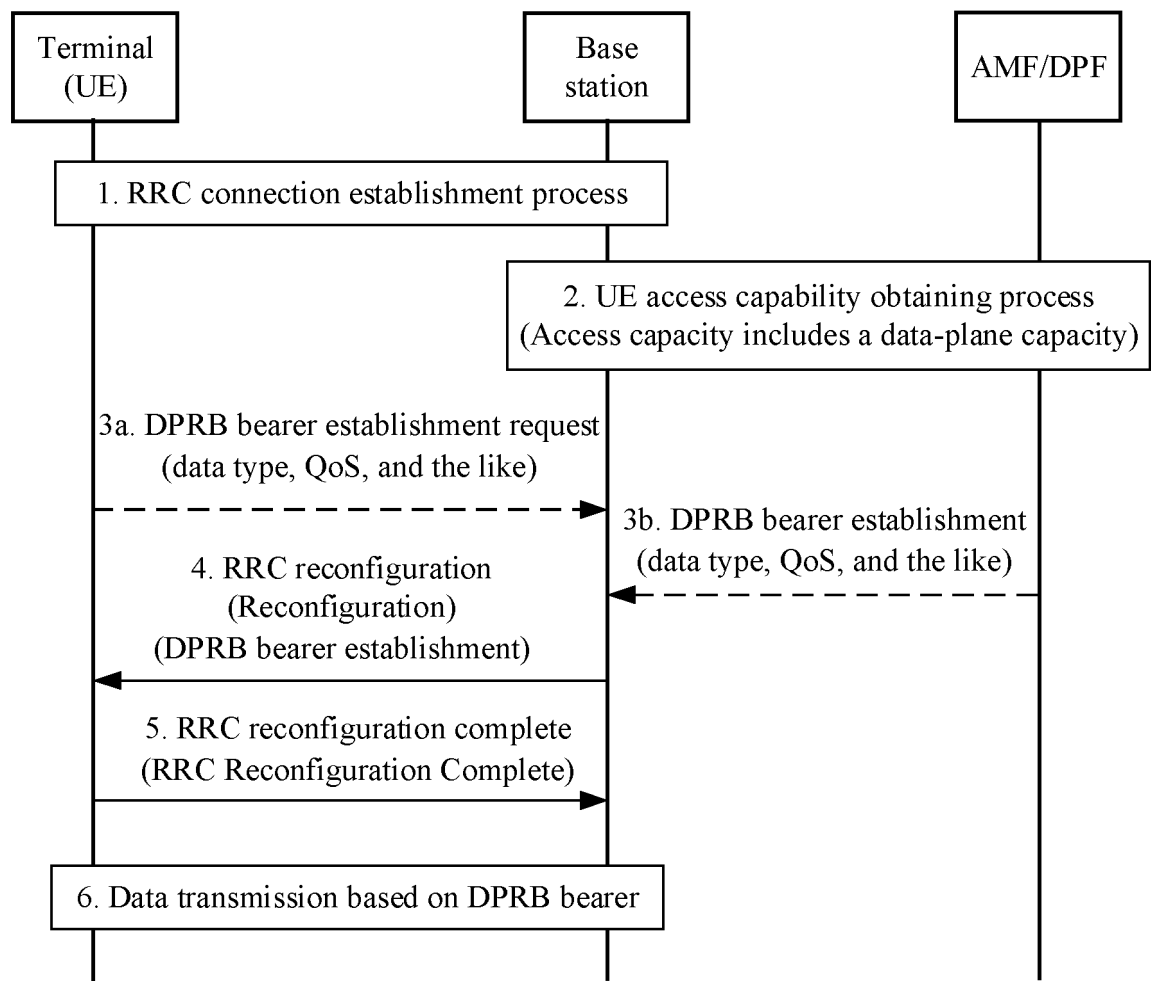 Terminal
(UE)
Base
station
AMF/DPF
1. RRC connection establishment process
2. UE access capability obtaining process
(Access capacity includes a data-plane capacity)
3a. DPRB bearer establishment request
(data type, QoS, and the like)
3b. DPRB bearer establishment
(data type, QoS, and the like)
4. RRC reconfiguration
(Reconfiguration)
(DPRB bearer establishment)
5. RRC reconfiguration complete
(RRC Reconfiguration Complete)
6. Data transmission based on DPRB bearer